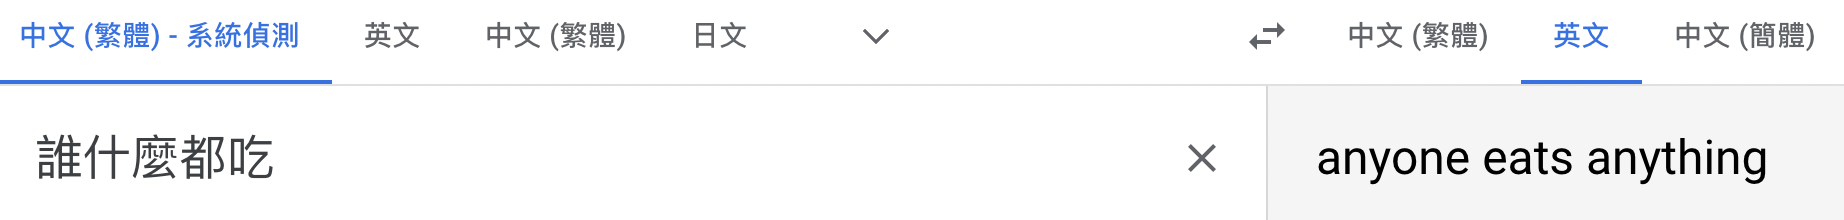 中文 (繁體) - 系統偵測 英文 中文 (繁體) 日文 中文 (繁體) 英文 中文 (簡體)
誰什麼都吃
anyone eats anything